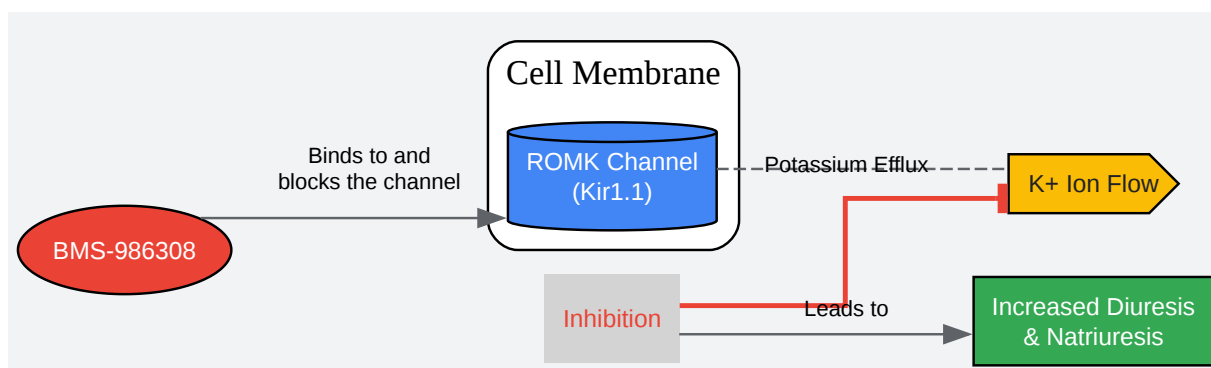 Cell Membrane
Binds to and
blocks the channel
ROMK Channel
(Kir1.1)
Potassium Efflux
K+ Ion Flow
BMS-986308
Inhibition
Leads to
Increased Diuresis
& Natriuresis